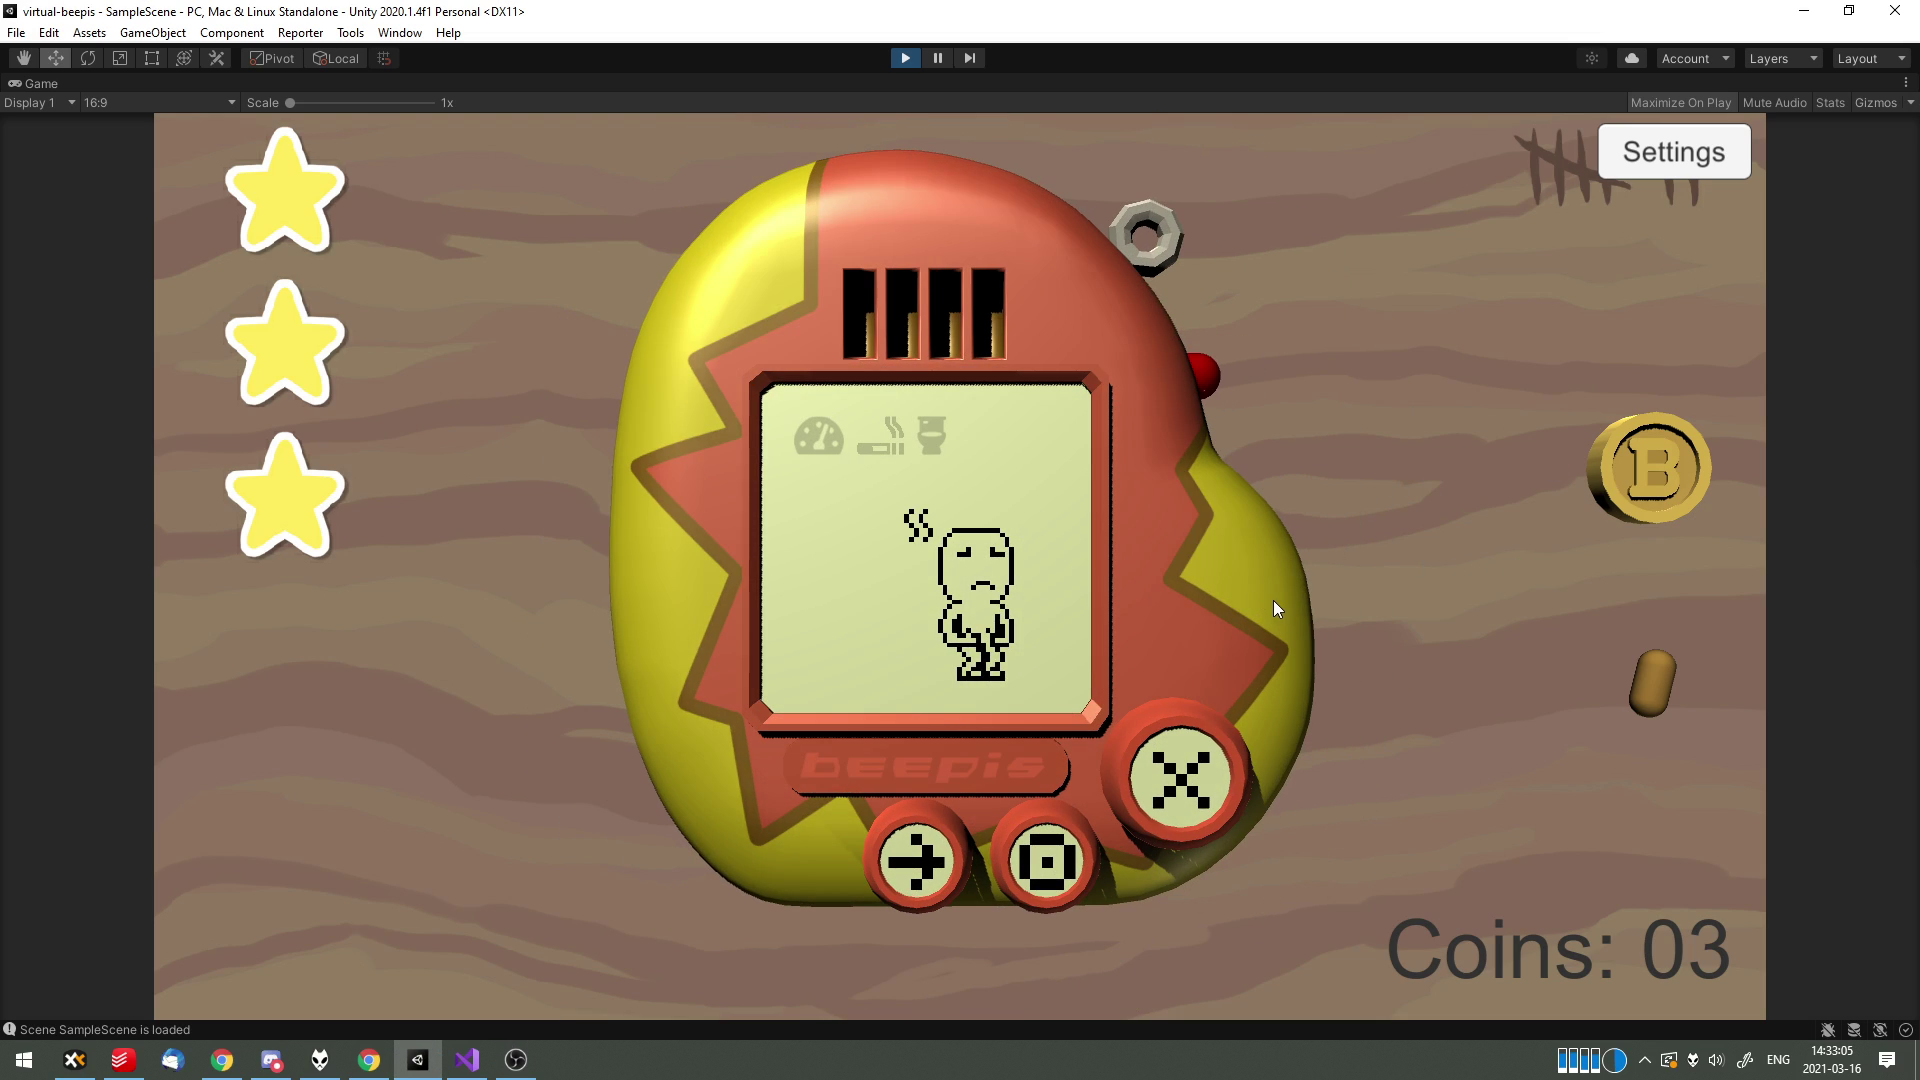 virtual-beepis - SampleScene - PC, Mac & Linux Standalone - Unity 2020.1.4f1 Personal <DX11>
File Edit Assets GameObject Component Reporter Tools Window Help
Pivot Local Account Layers Layout
Game
Display 1 16:9 Scale 1x Maximize On Play Mute Audio Stats Gizmos
Settings
B
beepis
Coins: 03
Scene SampleScene is loaded
ENG
14:33:05
2021-03-16